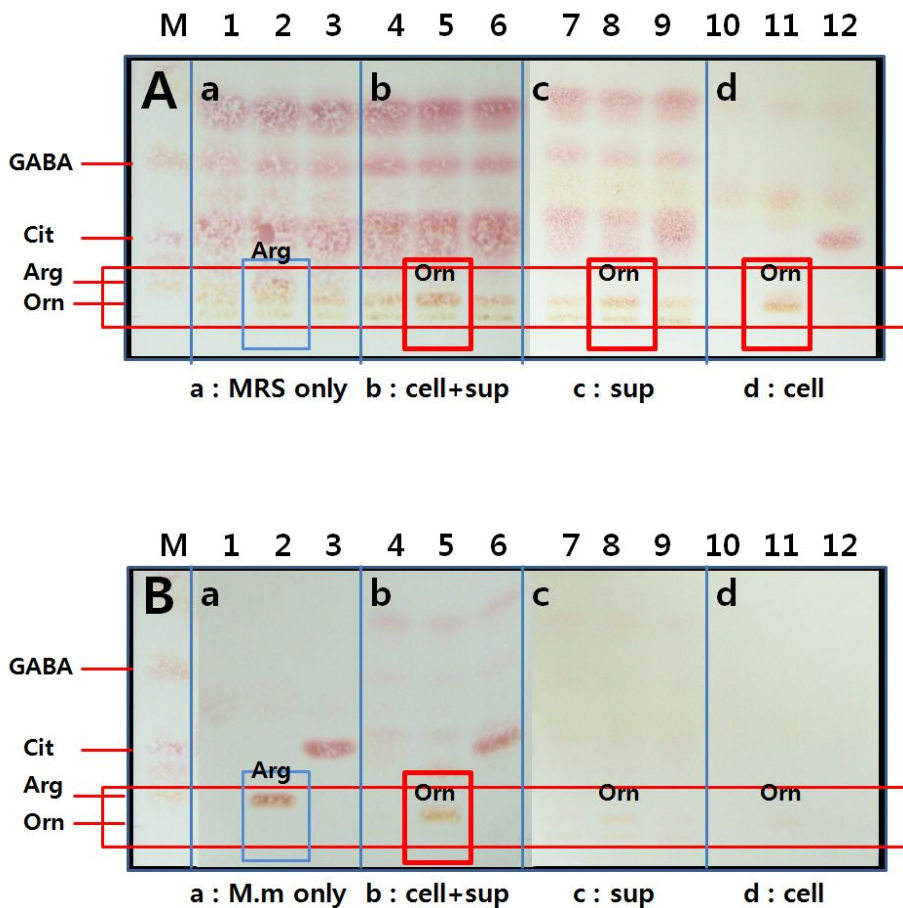 M 1 2 3 4 5 6 7 8 9 10 11 12
A a b c d
GABA
Cit
Arg
Arg Orn Orn Orn
Orn
a : MRS only b : cell+sup c : sup d : cell
M 1 2 3 4 5 6 7 8 9 10 11 12
B a b c d
GABA
Cit
Arg
Arg Orn Orn Orn
Orn
a : M.m only b : cell+sup c : sup d : cell